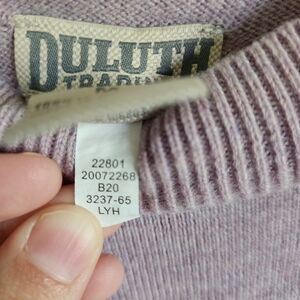 DULUTH
TRADING
22801
20072268
B20
3237-65
LYH